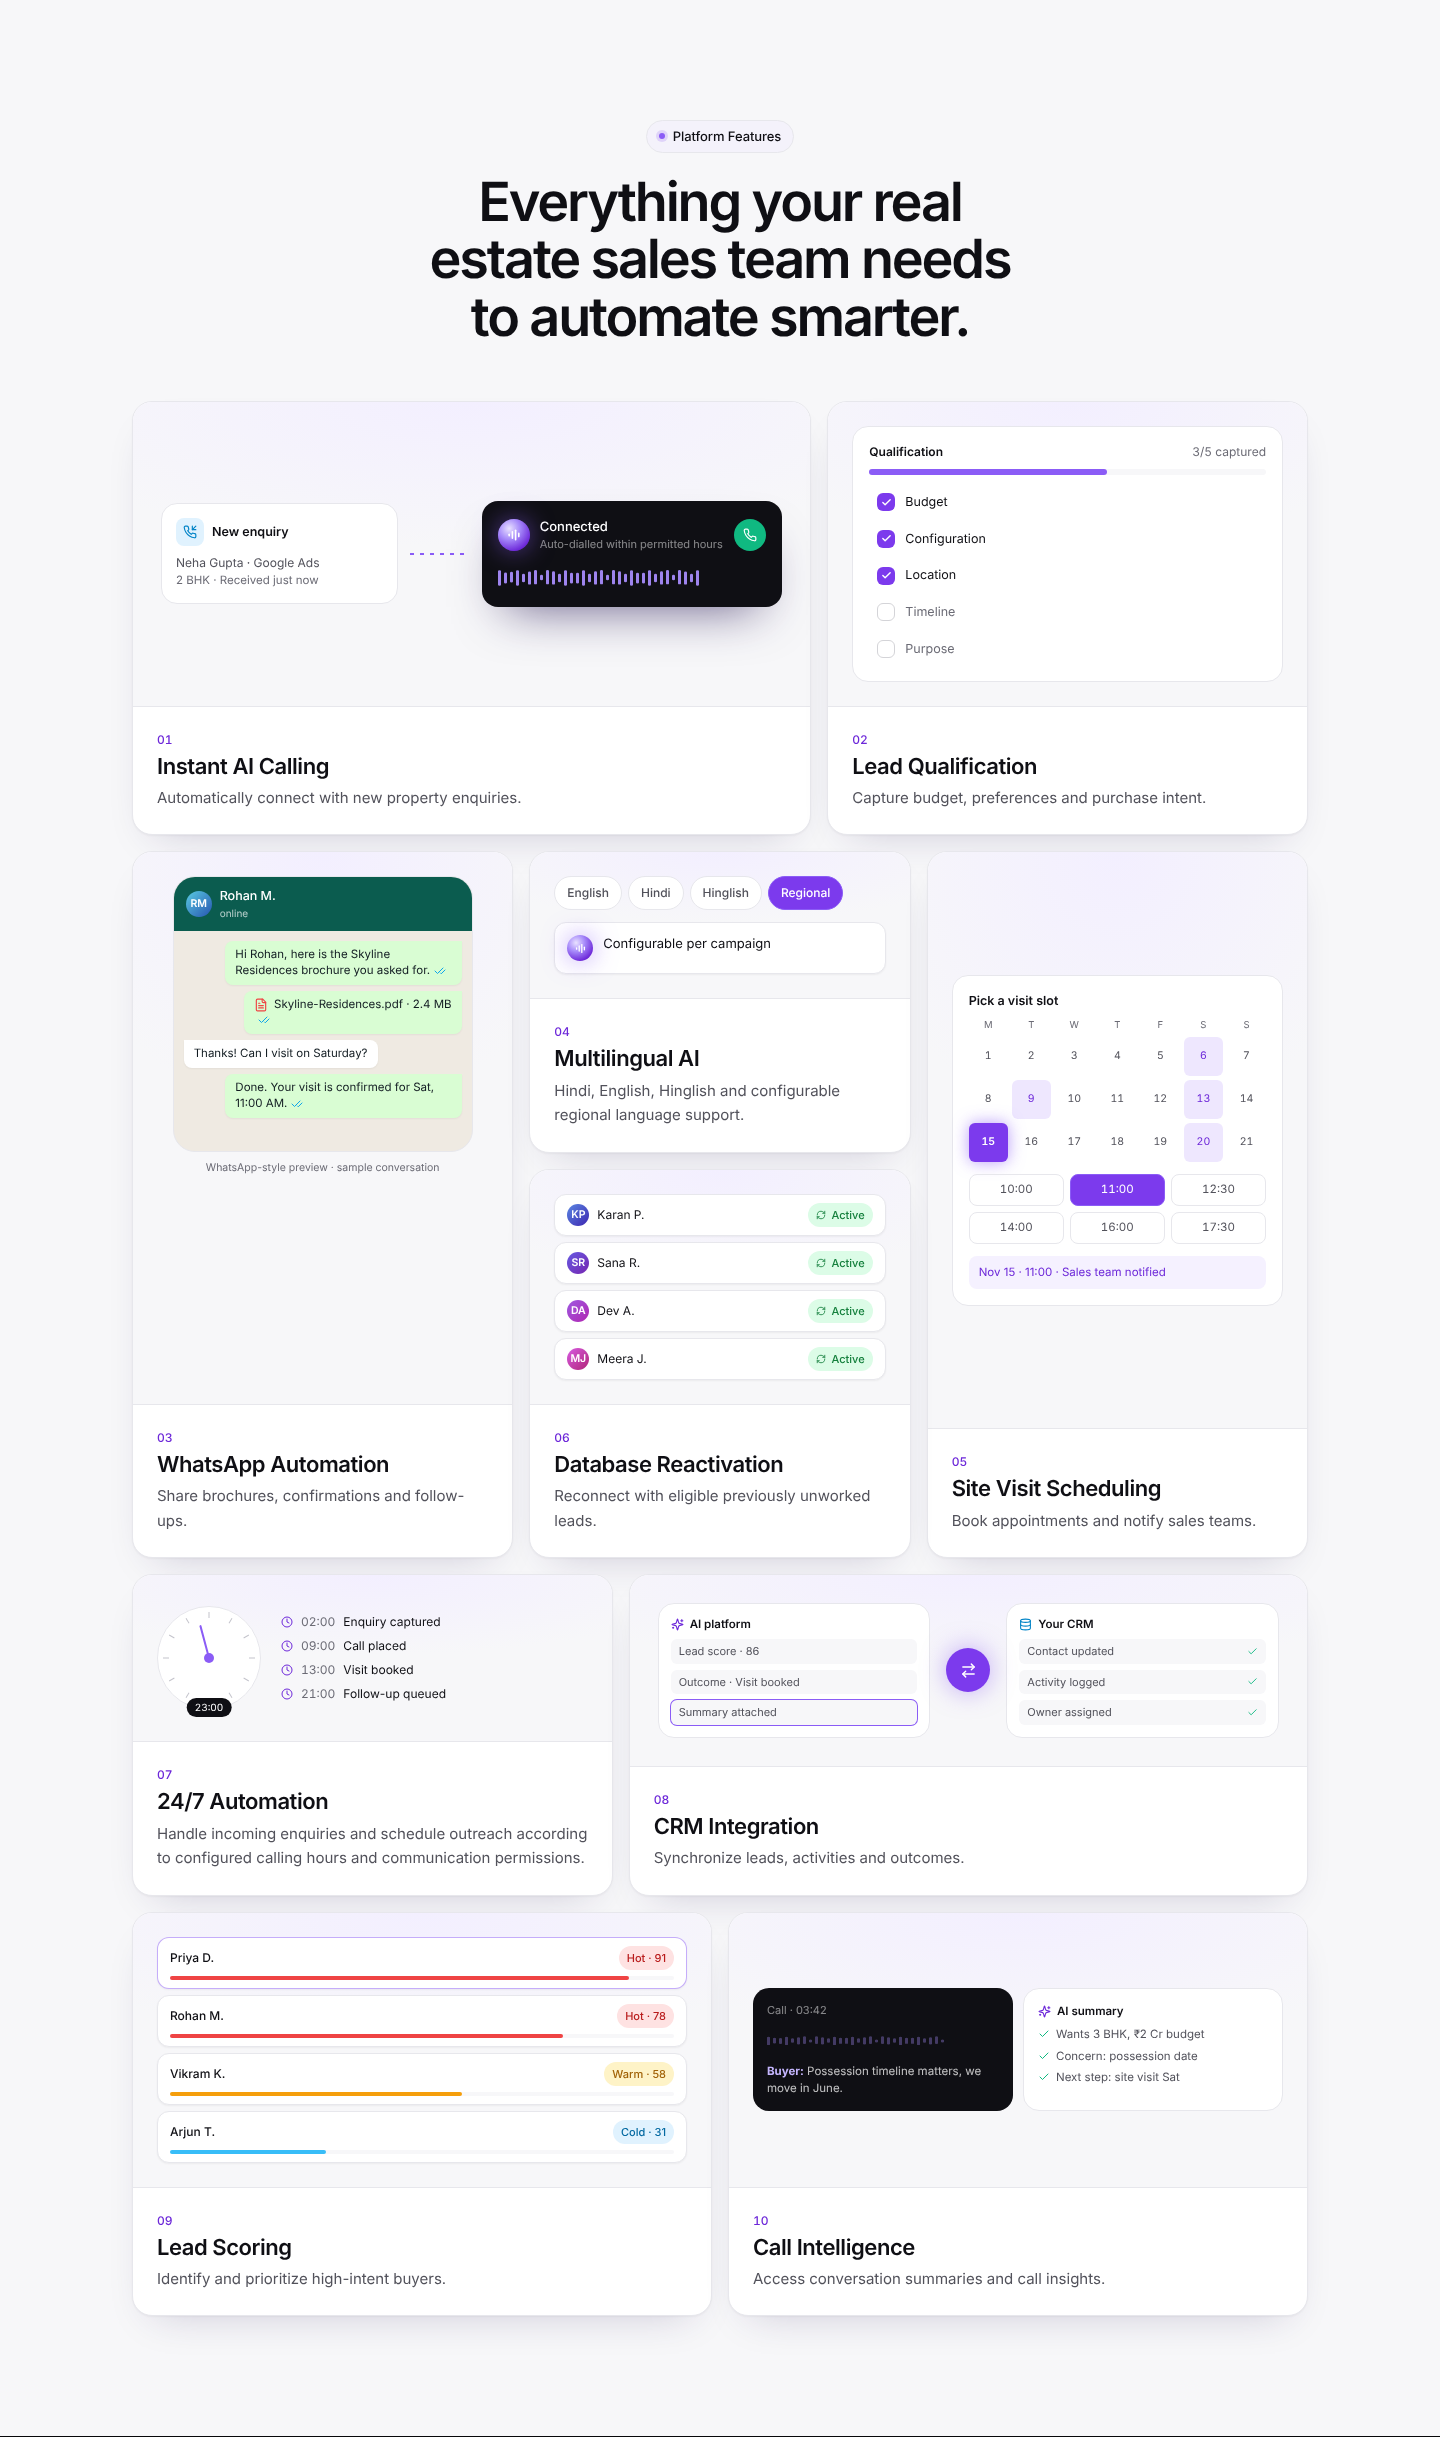 Platform Features
Everything your real
estate sales team needs
to automate smarter.
New enquiry
Neha Gupta · Google Ads
2 BHK · Received just now
Connected
Auto-dialled within permitted hours
01
Instant AI Calling
Automatically connect with new property enquiries.
Qualification 3/5 captured
Budget
Configuration
Location
Timeline
Purpose
02
Lead Qualification
Capture budget, preferences and purchase intent.
RM Rohan M.
online
Hi Rohan, here is the Skyline
Residences brochure you asked for.
Skyline-Residences.pdf · 2.4 MB
Thanks! Can I visit on Saturday?
Done. Your visit is confirmed for Sat,
11:00 AM.
WhatsApp-style preview · sample conversation
03
WhatsApp Automation
Share brochures, confirmations and follow-
ups.
English Hindi Hinglish Regional
Configurable per campaign
04
Multilingual AI
Hindi, English, Hinglish and configurable
regional language support.
KP Karan P. Active
SR Sana R. Active
DA Dev A. Active
MJ Meera J. Active
06
Database Reactivation
Reconnect with eligible previously unworked
leads.
Pick a visit slot
M T W T F S S
1 2 3 4 5 6 7
8 9 10 11 12 13 14
15 16 17 18 19 20 21
10:00 11:00 12:30
14:00 16:00 17:30
Nov 15 · 11:00 · Sales team notified
05
Site Visit Scheduling
Book appointments and notify sales teams.
23:00
02:00 Enquiry captured
09:00 Call placed
13:00 Visit booked
21:00 Follow-up queued
07
24/7 Automation
Handle incoming enquiries and schedule outreach according
to configured calling hours and communication permissions.
AI platform
Lead score · 86
Outcome · Visit booked
Summary attached
Your CRM
Contact updated
Activity logged
Owner assigned
08
CRM Integration
Synchronize leads, activities and outcomes.
Priya D. Hot · 91
Rohan M. Hot · 78
Vikram K. Warm · 58
Arjun T. Cold · 31
09
Lead Scoring
Identify and prioritize high-intent buyers.
Call · 03:42
Buyer: Possession timeline matters, we
move in June.
AI summary
Wants 3 BHK, ₹2 Cr budget
Concern: possession date
Next step: site visit Sat
10
Call Intelligence
Access conversation summaries and call insights.